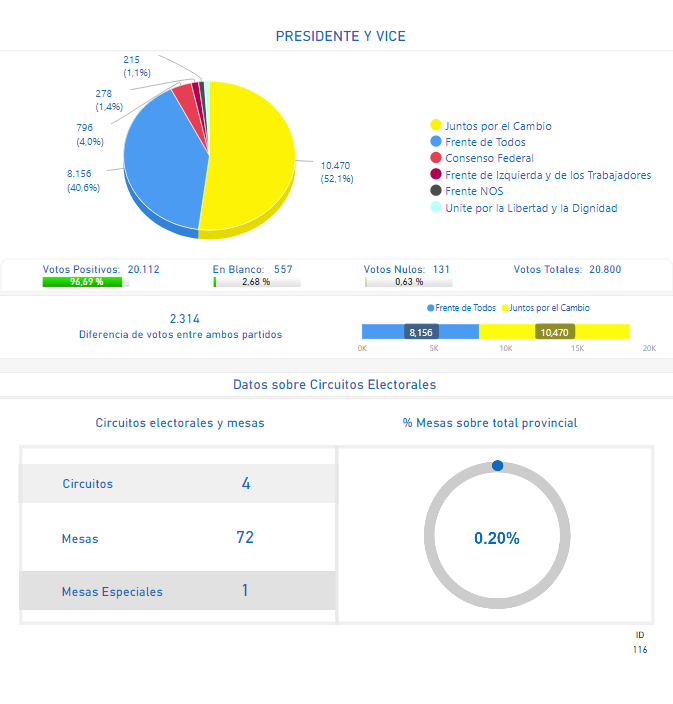 PRESIDENTE Y VICE
215
(1,1%)
278
(1,4%)
796
(4,0%)
8.156
(40,6%)
10.470
(52,1%)
Juntos por el Cambio
Frente de Todos
Consenso Federal
Frente de Izquierda y de los Trabajadores
Frente NOS
Unite por la Libertad y la Dignidad
Votos Positivos: 20.112
96,69 %
En Blanco: 557
2,68 %
Votos Nulos: 131
0,63 %
Votos Totales: 20.800
2.314
Diferencia de votos entre ambos partidos
Frente de Todos Juntos por el Cambio
8,156 10,470
0K 5K 10K 15K 20K
Datos sobre Circuitos Electorales
Circuitos electorales y mesas
% Mesas sobre total provincial
Circuitos 4
Mesas 72
Mesas Especiales 1
0.20%
ID
116